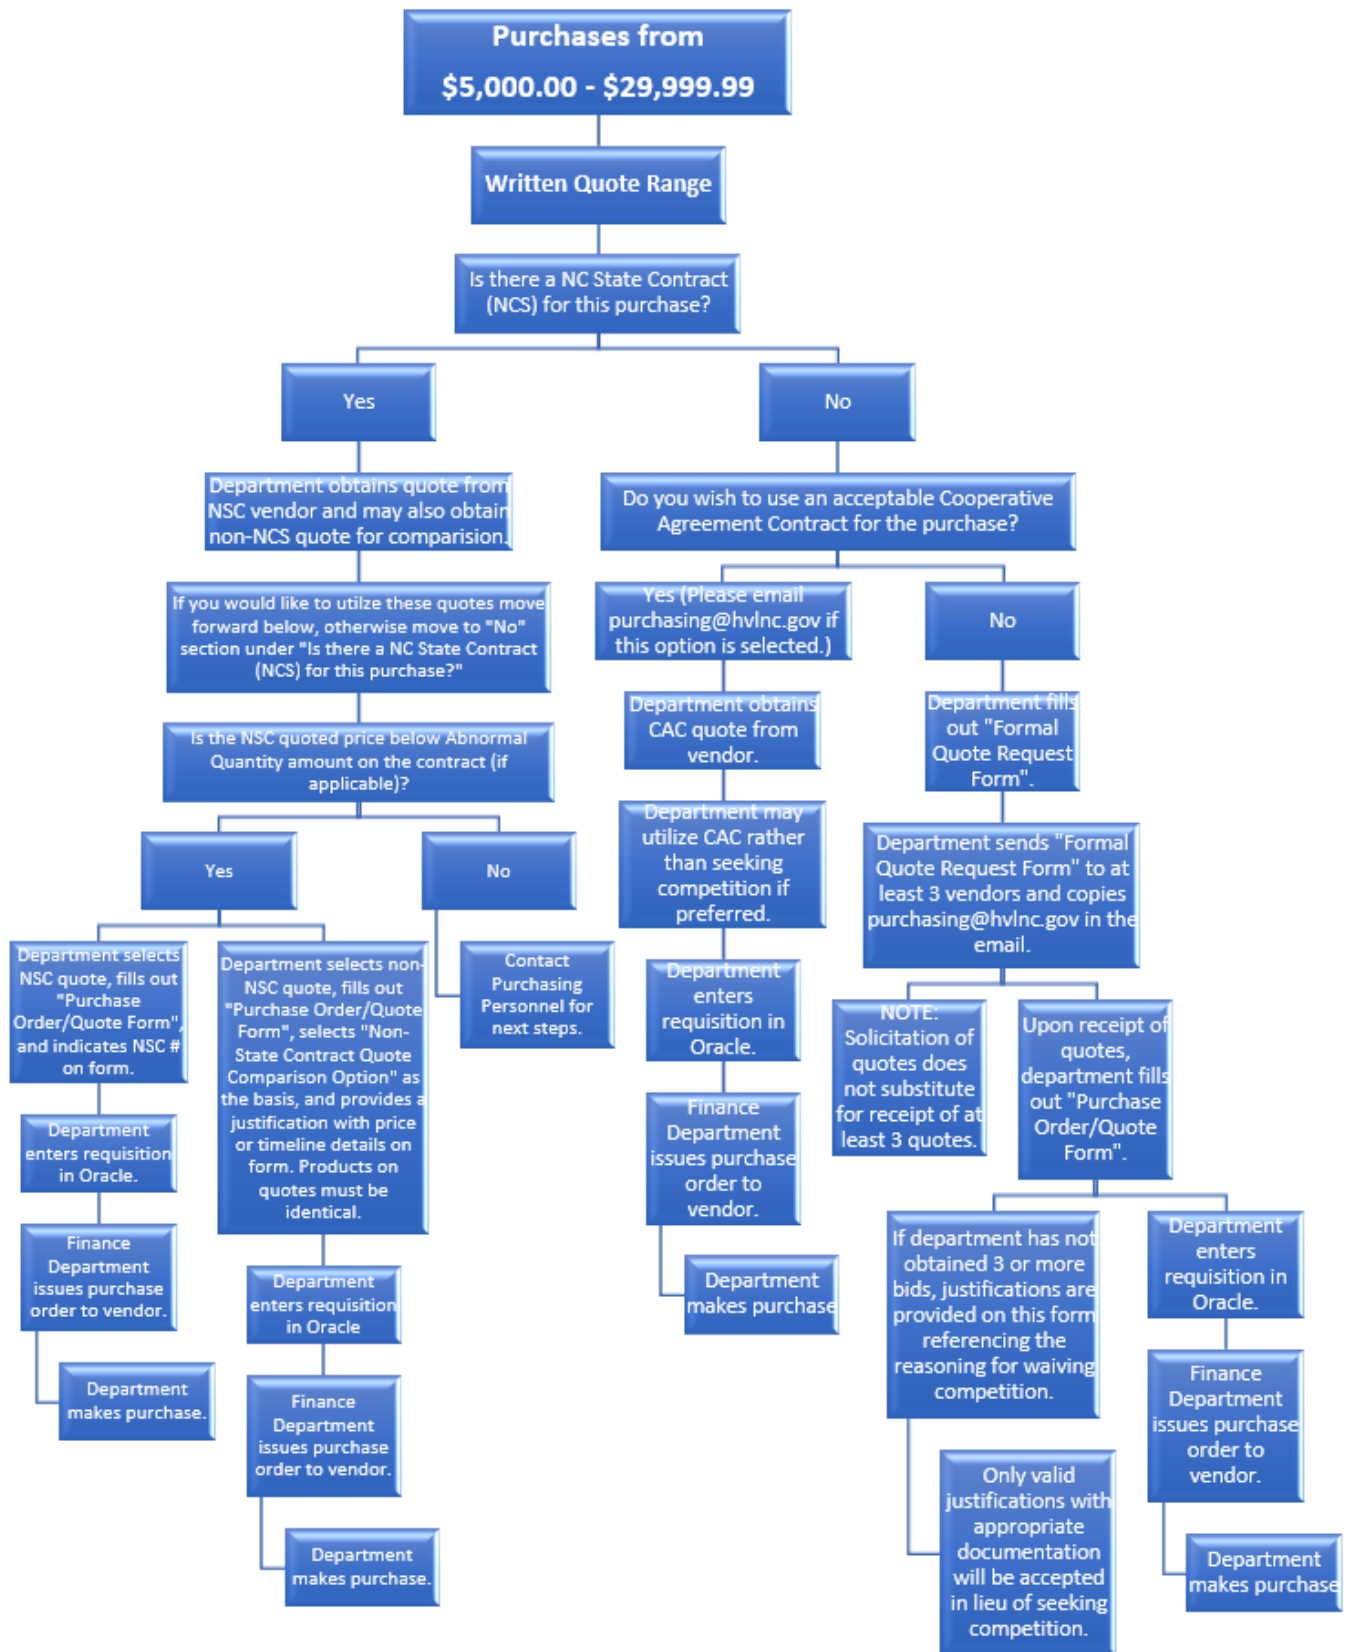 Purchases from
$5,000.00 - $29,999.99
Written Quote Range
Is there a NC State Contract
(NCS) for this purchase?
Yes
No
Department obtains quote from
NSC vendor and may also obtain
non-NCS quote for comparision.
If you would like to utilze these quotes move
forward below, otherwise move to "No"
section under "Is there a NC State Contract
(NCS) for this purchase?"
Is the NSC quoted price below Abnormal
Quantity amount on the contract (if
applicable)?
Yes
No
Department selects
NSC quote, fills out
"Purchase
Order/Quote Form",
and indicates NSC #
on form.
Department
enters requisition
in Oracle.
Finance
Department
issues purchase
order to vendor.
Department
makes purchase.
Department selects non-
NSC quote, fills out
"Purchase Order/Quote
Form", selects "Non-
State Contract Quote
Comparison Option" as
the basis, and provides a
justification with price
or timeline details on
form. Products on
quotes must be
identical.
Department
enters requisition
in Oracle
Finance
Department
issues purchase
order to vendor.
Department
makes purchase.
Contact
Purchasing
Personnel for
next steps.
Do you wish to use an acceptable Cooperative
Agreement Contract for the purchase?
Yes (Please email
purchasing@hvlnc.gov if
this option is selected.)
Department obtains
CAC quote from
vendor.
Department may
utilize CAC rather
than seeking
competition if
preferred.
Department
enters
requisition in
Oracle.
Finance
Department
issues purchase
order to
vendor.
Department
makes purchase
No
Department fills
out "Formal
Quote Request
Form".
Department sends "Formal
Quote Request Form" to at
least 3 vendors and copies
purchasing@hvlnc.gov in the
email.
NOTE:
Solicitation of
quotes does
not substitute
for receipt of at
least 3 quotes.
Upon receipt of
quotes,
department fills
out "Purchase
Order/Quote
Form".
If department has not
obtained 3 or more
bids, justifications are
provided on this form
referencing the
reasoning for waiving
competition.
Only valid
justifications with
appropriate
documentation
will be accepted
in lieu of seeking
competition.
Department
enters
requisition in
Oracle.
Finance
Department
issues purchase
order to
vendor.
Department
makes purchase